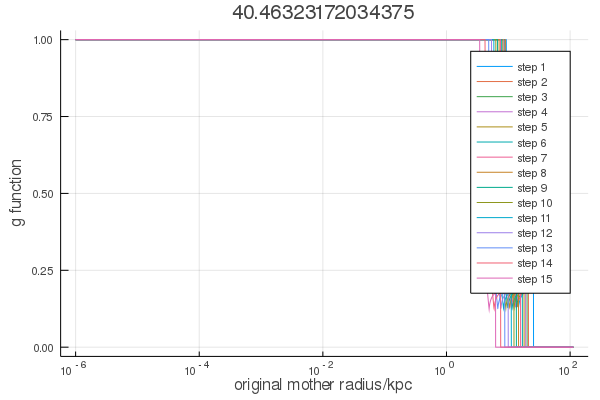 40.46323172034375
g function
1.00
0.75
0.50
0.25
0.00
step 1
step 2
step 3
step 4
step 5
step 6
step 7
step 8
step 9
step 10
step 11
step 12
step 13
step 14
step 15
10 -6 10 -4 10 -2 10 0 10 2
original mother radius/kpc